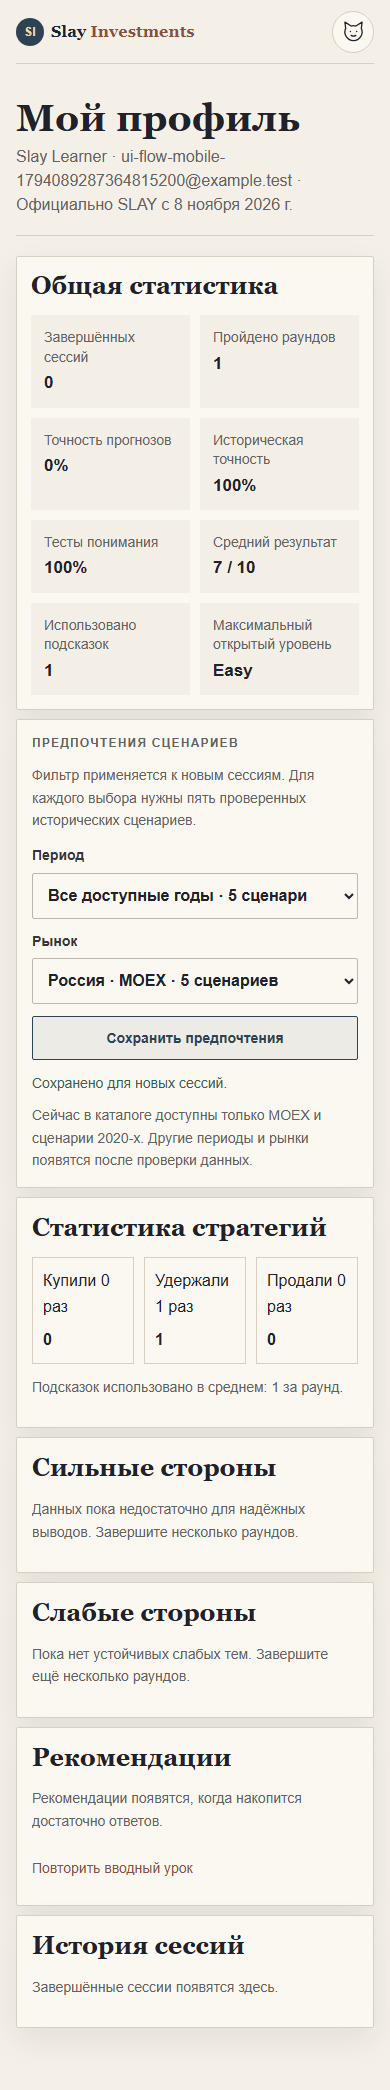 SI Slay Investments
Мой профиль
Slay Learner · ui-flow-mobile-
1794089287364815200@example.test ·
Официально SLAY с 8 ноября 2026 г.
Общая статистика
Завершённых
сессий
0
Пройдено раундов
1
Точность прогнозов
0%
Историческая
точность
100%
Тесты понимания
100%
Средний результат
7 / 10
Использовано
подсказок
1
Максимальный
открытый уровень
Easy
ПРЕДПОЧТЕНИЯ СЦЕНАРИЕВ
Фильтр применяется к новым сессиям. Для
каждого выбора нужны пять проверенных
исторических сценариев.
Период
Все доступные годы · 5 сценари
Рынок
Россия · MOEX · 5 сценариев
Сохранить предпочтения
Сохранено для новых сессий.
Сейчас в каталоге доступны только MOEX и
сценарии 2020-х. Другие периоды и рынки
появятся после проверки данных.
Статистика стратегий
Купили 0
раз
0
Удержали
1 раз
1
Продали 0
раз
0
Подсказок использовано в среднем: 1 за раунд.
Сильные стороны
Данных пока недостаточно для надёжных
выводов. Завершите несколько раундов.
Слабые стороны
Пока нет устойчивых слабых тем. Завершите
ещё несколько раундов.
Рекомендации
Рекомендации появятся, когда накопится
достаточно ответов.
Повторить вводный урок
История сессий
Завершённые сессии появятся здесь.